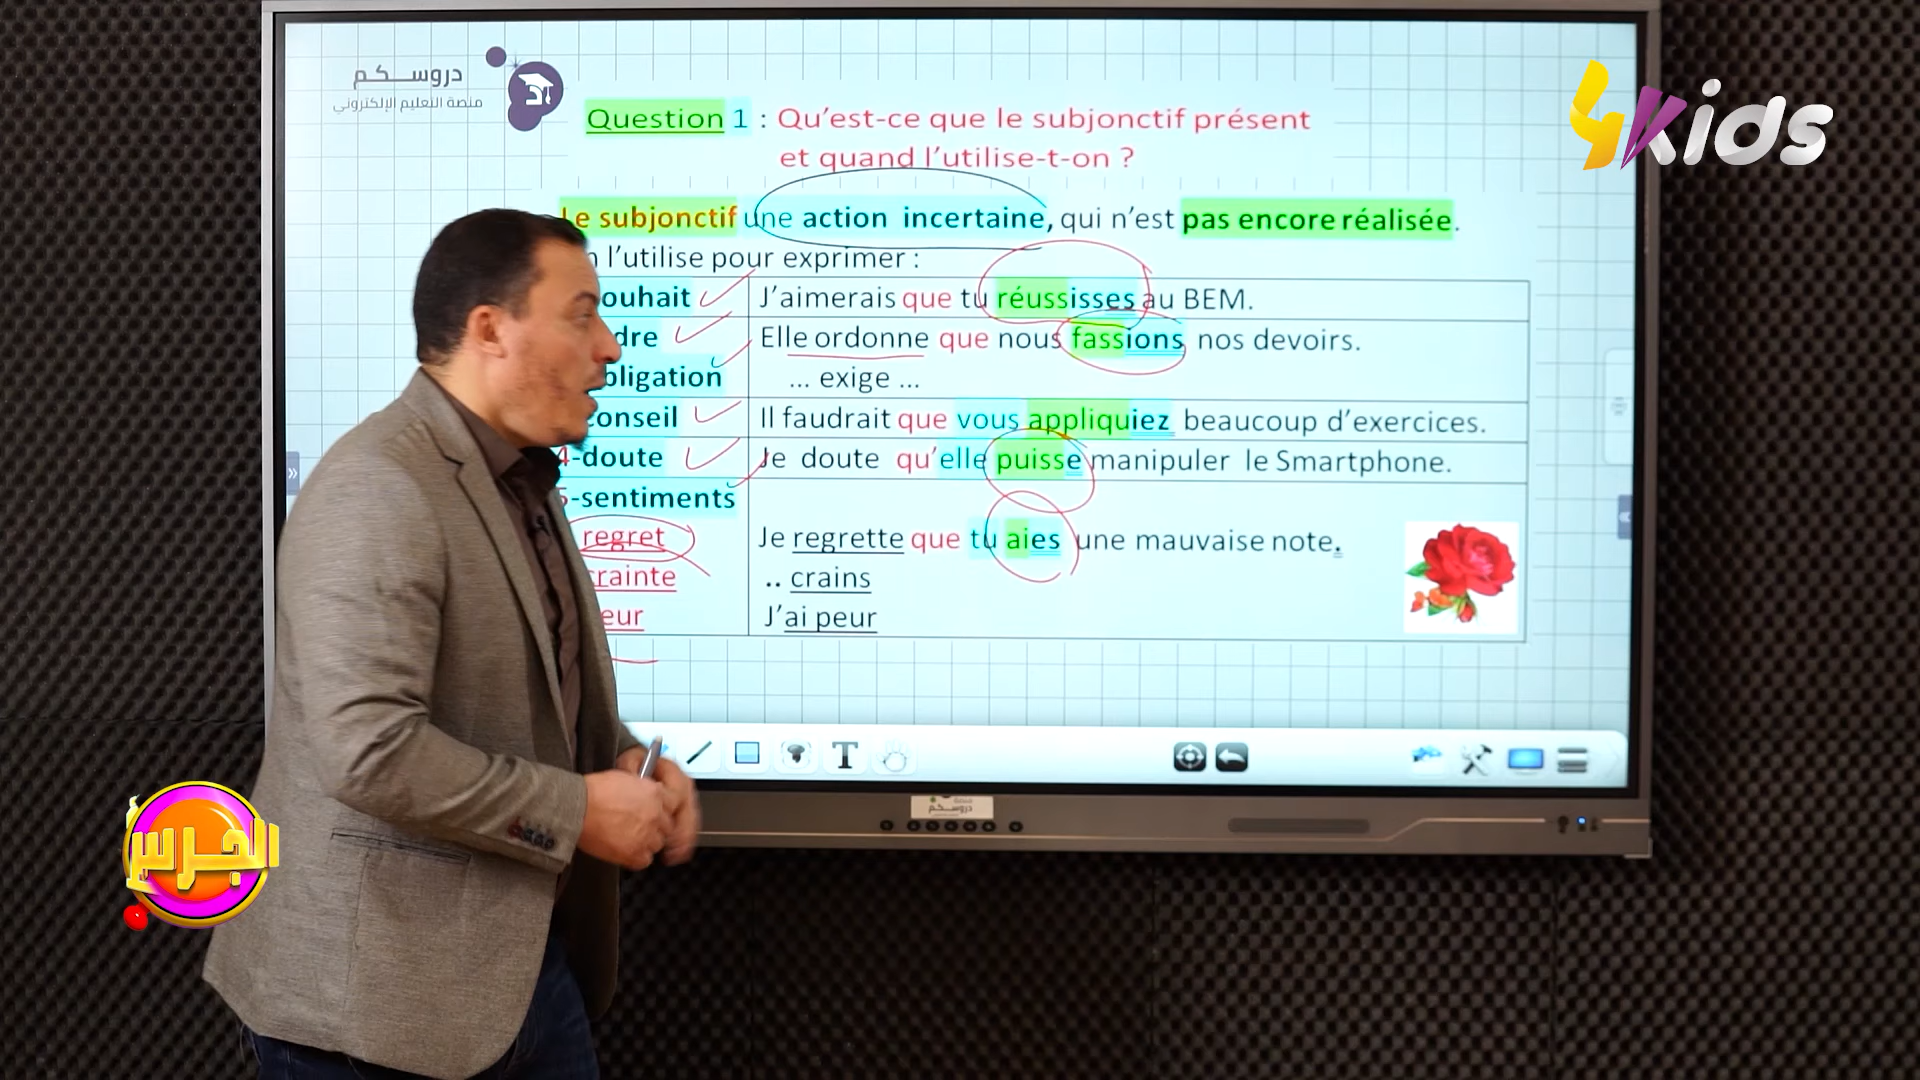 دروسكم
منصة التعليم الإلكتروني
4Kids
Question 1 : Qu’est-ce que le subjonctif présent
et quand l’utilise-t-on ?
Le subjonctif une action incertaine, qui n’est pas encore réalisée.
n l’utilise pour exprimer :
ouhait J’aimerais que tu réussisses au BEM.
dre Elle ordonne que nous fassions nos devoirs.
bligation ... exige ...
conseil Il faudrait que vous appliquiez beaucoup d’exercices.
4-doute Je doute qu’elle puisse manipuler le Smartphone.
5-sentiments
regret Je regrette que tu aies une mauvaise note.
crainte .. crains
eur J’ai peur
T
دروسكم
الجرس